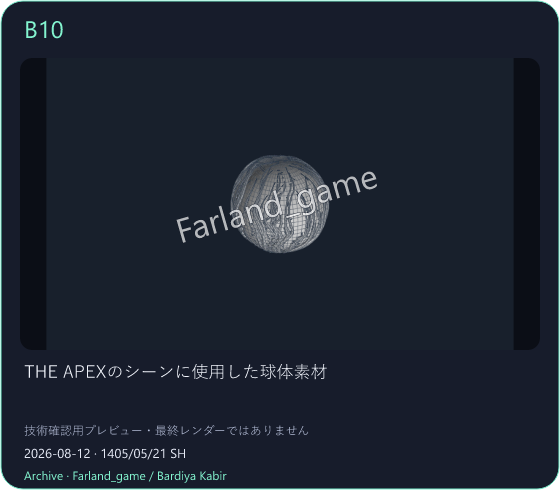 B10
Farland_game
THE APEXのシーンに使用した球体素材
技術確認用プレビュー・最終レンダーではありません
2026-08-12 · 1405/05/21 SH
Archive · Farland_game / Bardiya Kabir